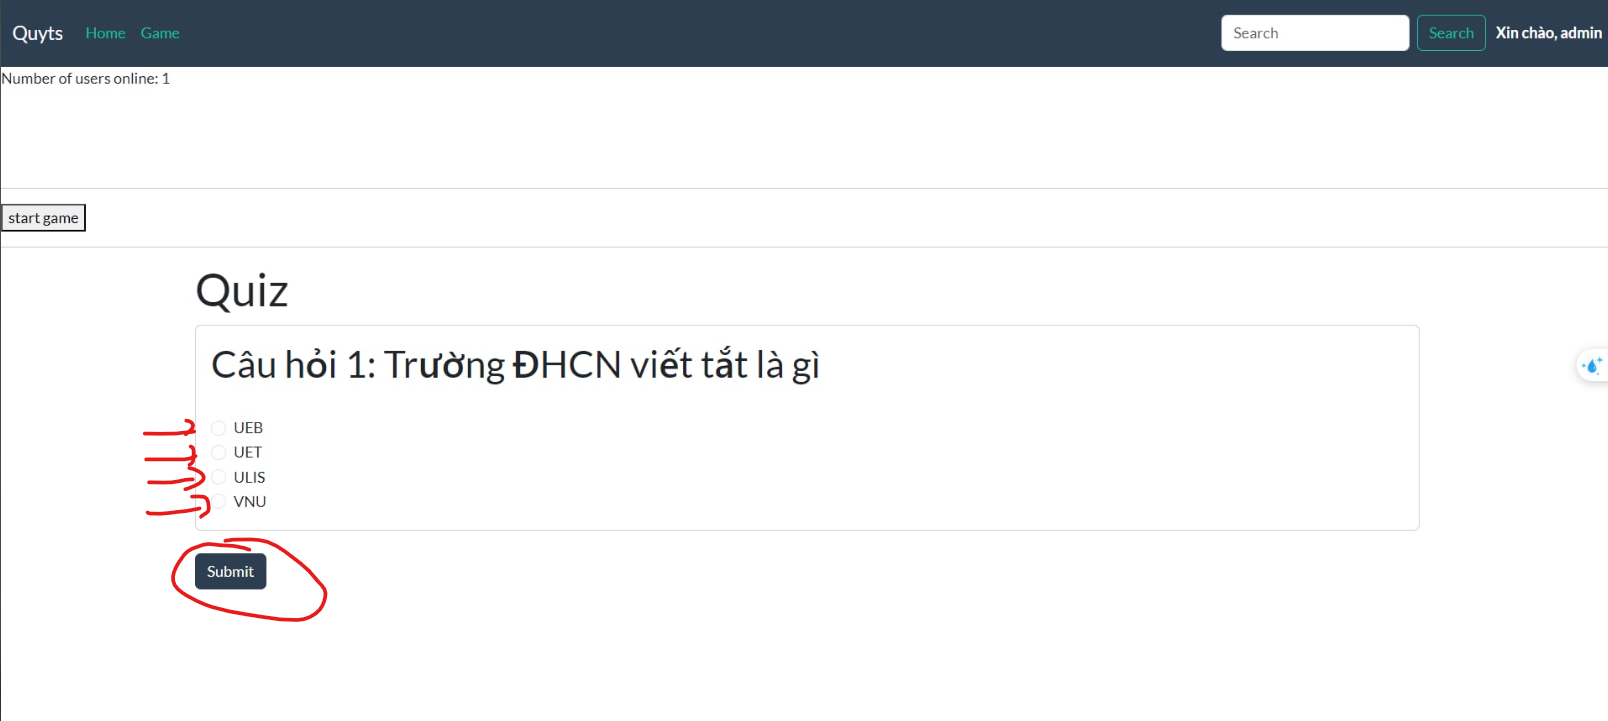 Quyts Home Game Search Search Xin chào, admin
Number of users online: 1
start game
Quiz
Câu hỏi 1: Trường ĐHCN viết tắt là gì
UEB
UET
ULIS
VNU
Submit